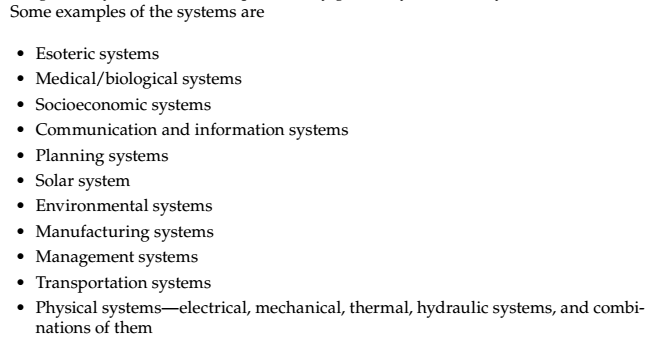 Some examples of the systems are
• Esoteric systems
• Medical/biological systems
• Socioeconomic systems
• Communication and information systems
• Planning systems
• Solar system
• Environmental systems
• Manufacturing systems
• Management systems
• Transportation systems
• Physical systems—electrical, mechanical, thermal, hydraulic systems, and combi-
nations of them